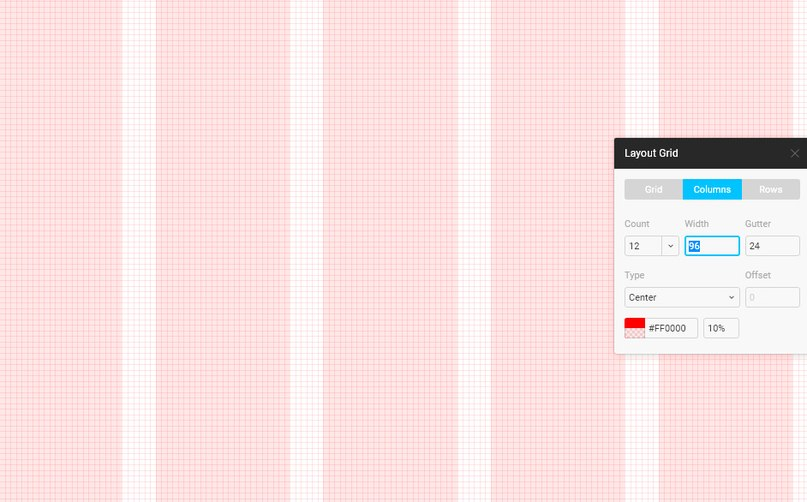 Layout Grid
Grid Columns Rows
Count Width Gutter
12 96 24
Type Offset
Center 0
#FF0000 10%